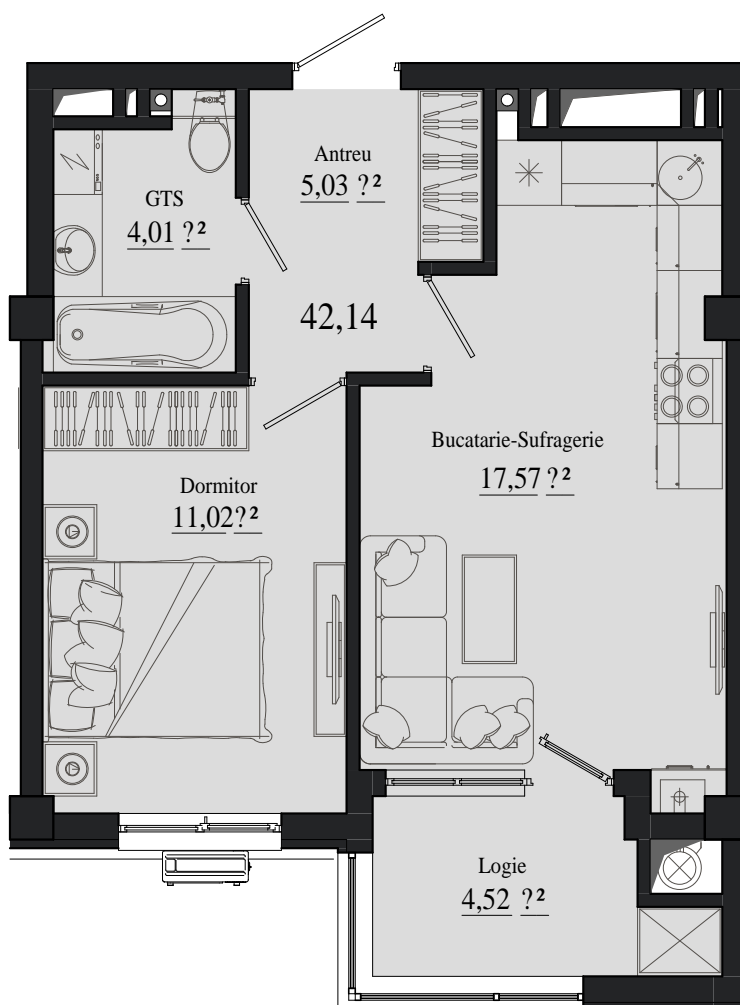 Antreu
5,03 ?²
GTS
4,01 ?²
42,14
Bucatarie-Sufragerie
17,57 ?²
Dormitor
11,02?²
Logie
4,52 ?²